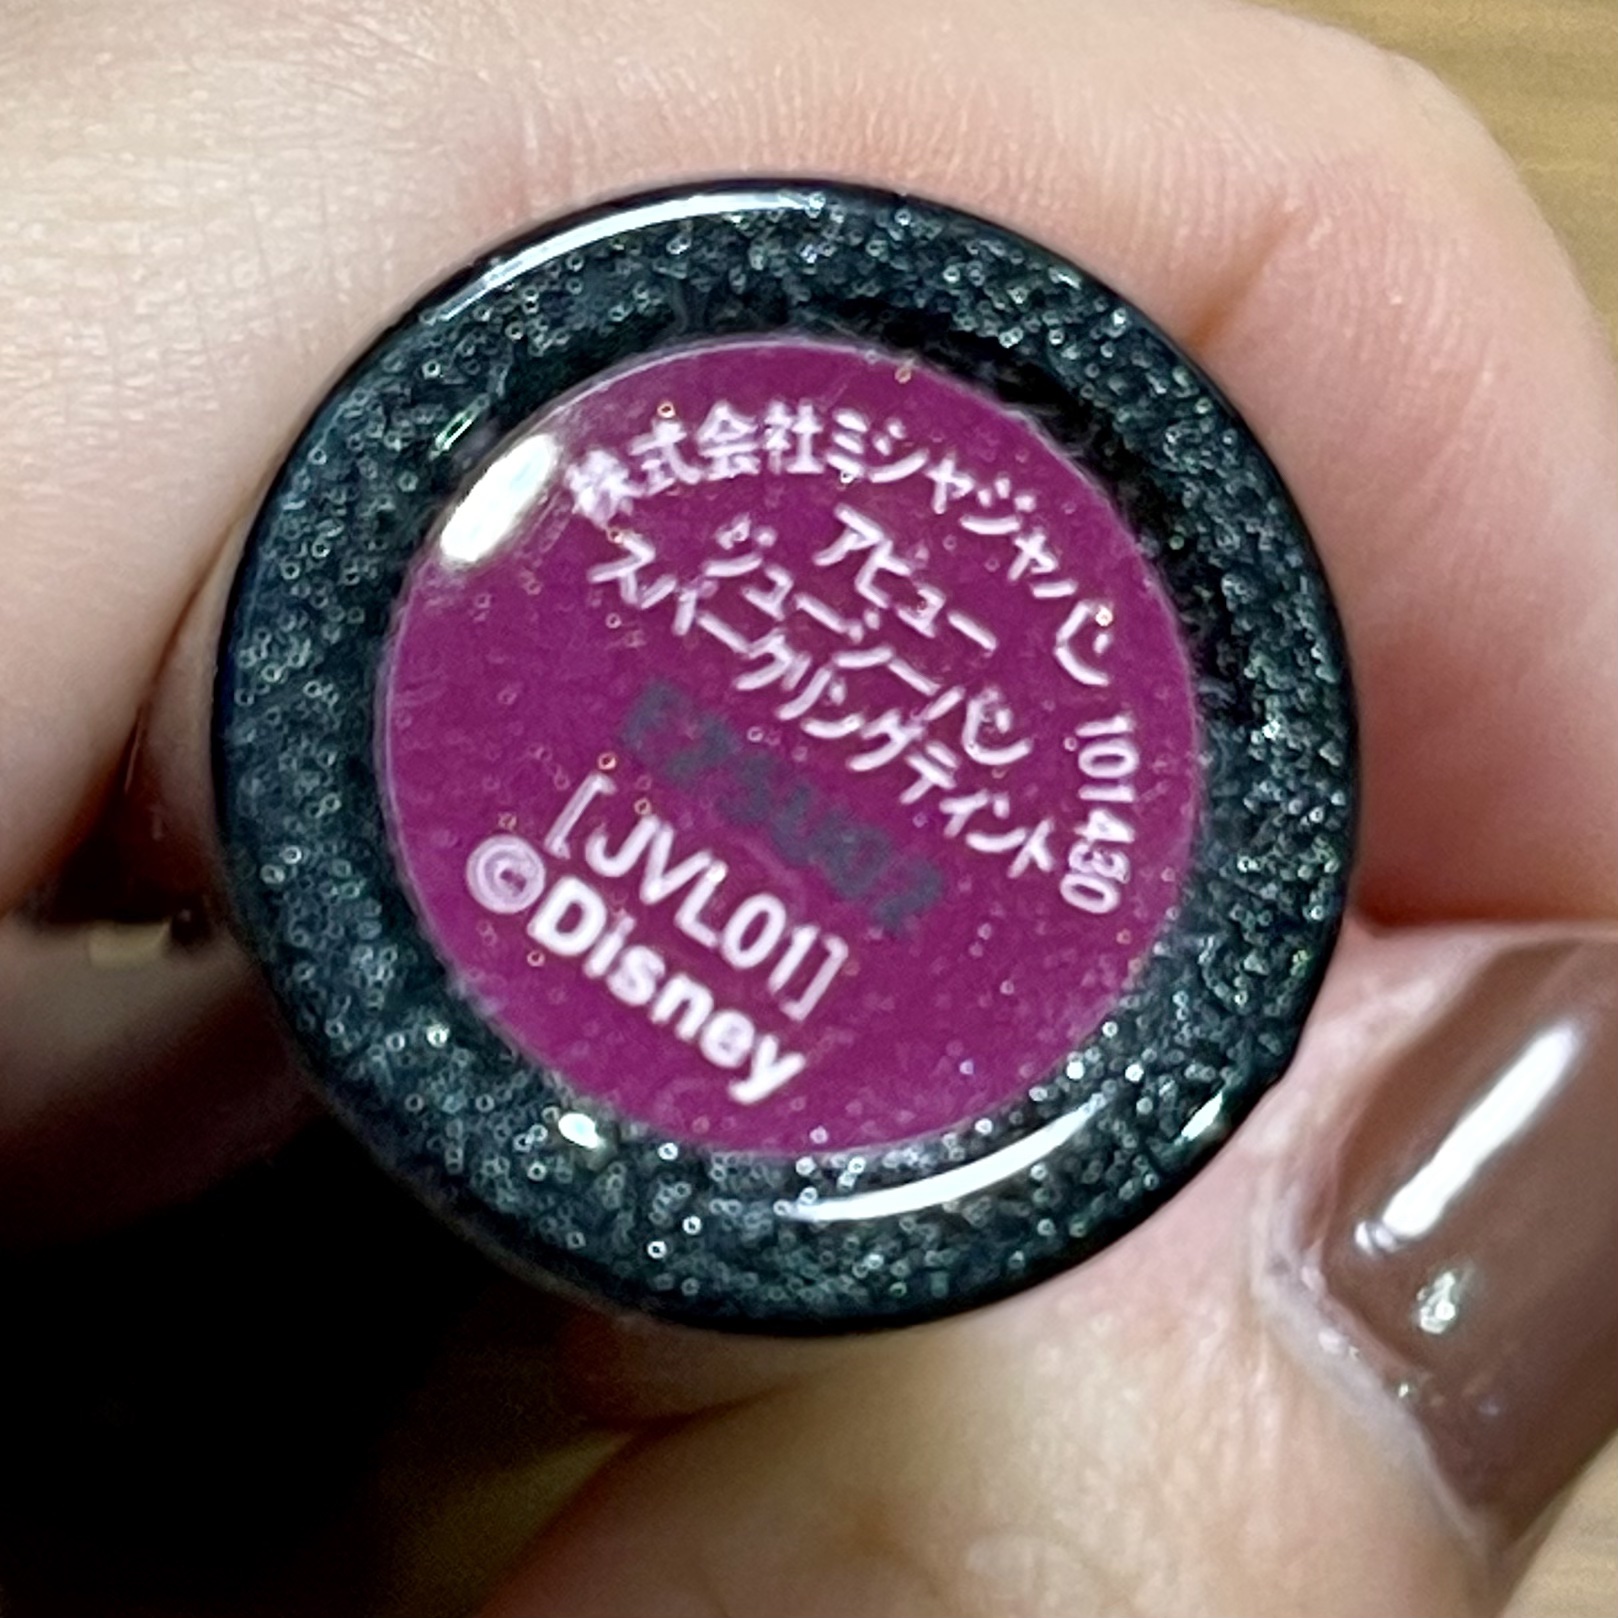 株式会社ミシャジャパン 101430
アピュー
ジューシーパン
スパークリングティント
[JVL01]
©Disney